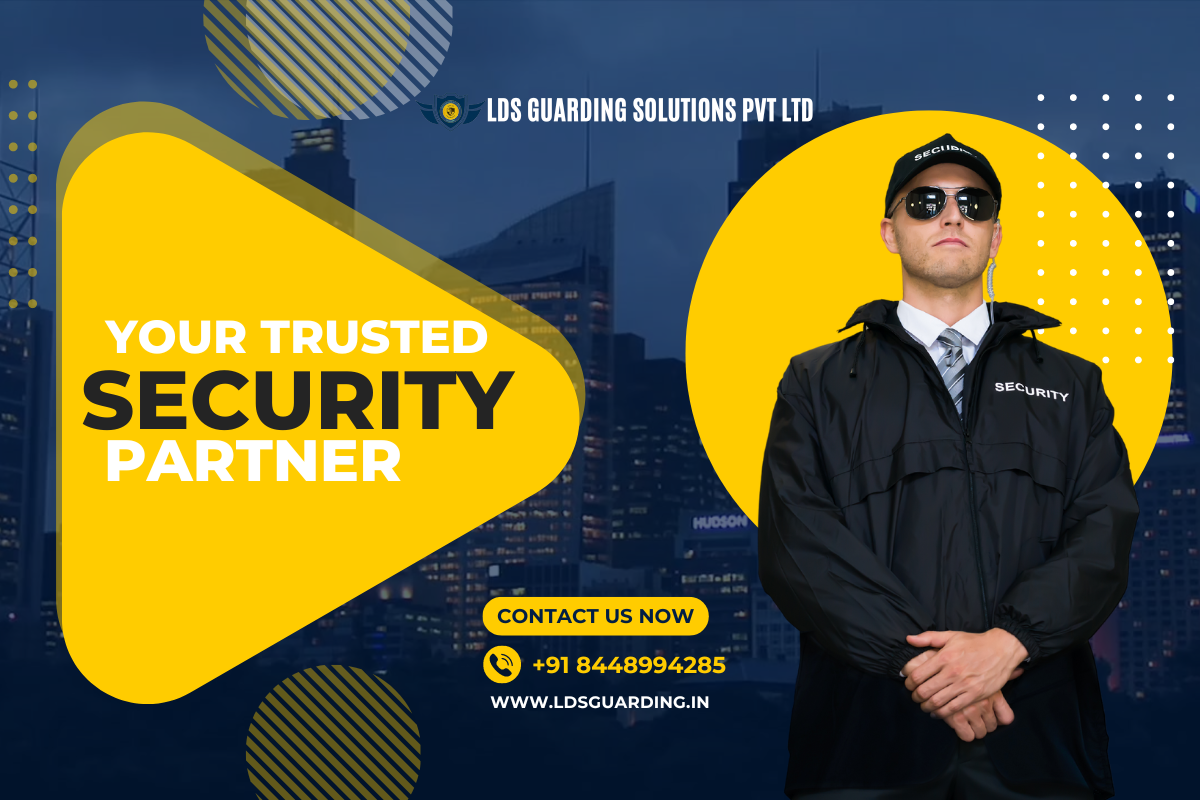 LDS GUARDING SOLUTIONS PVT LTD
YOUR TRUSTED
SECURITY
PARTNER
SECURITY
SECURITY
HUDSON
CONTACT US NOW
+91 8448994285
WWW.LDSGUARDING.IN